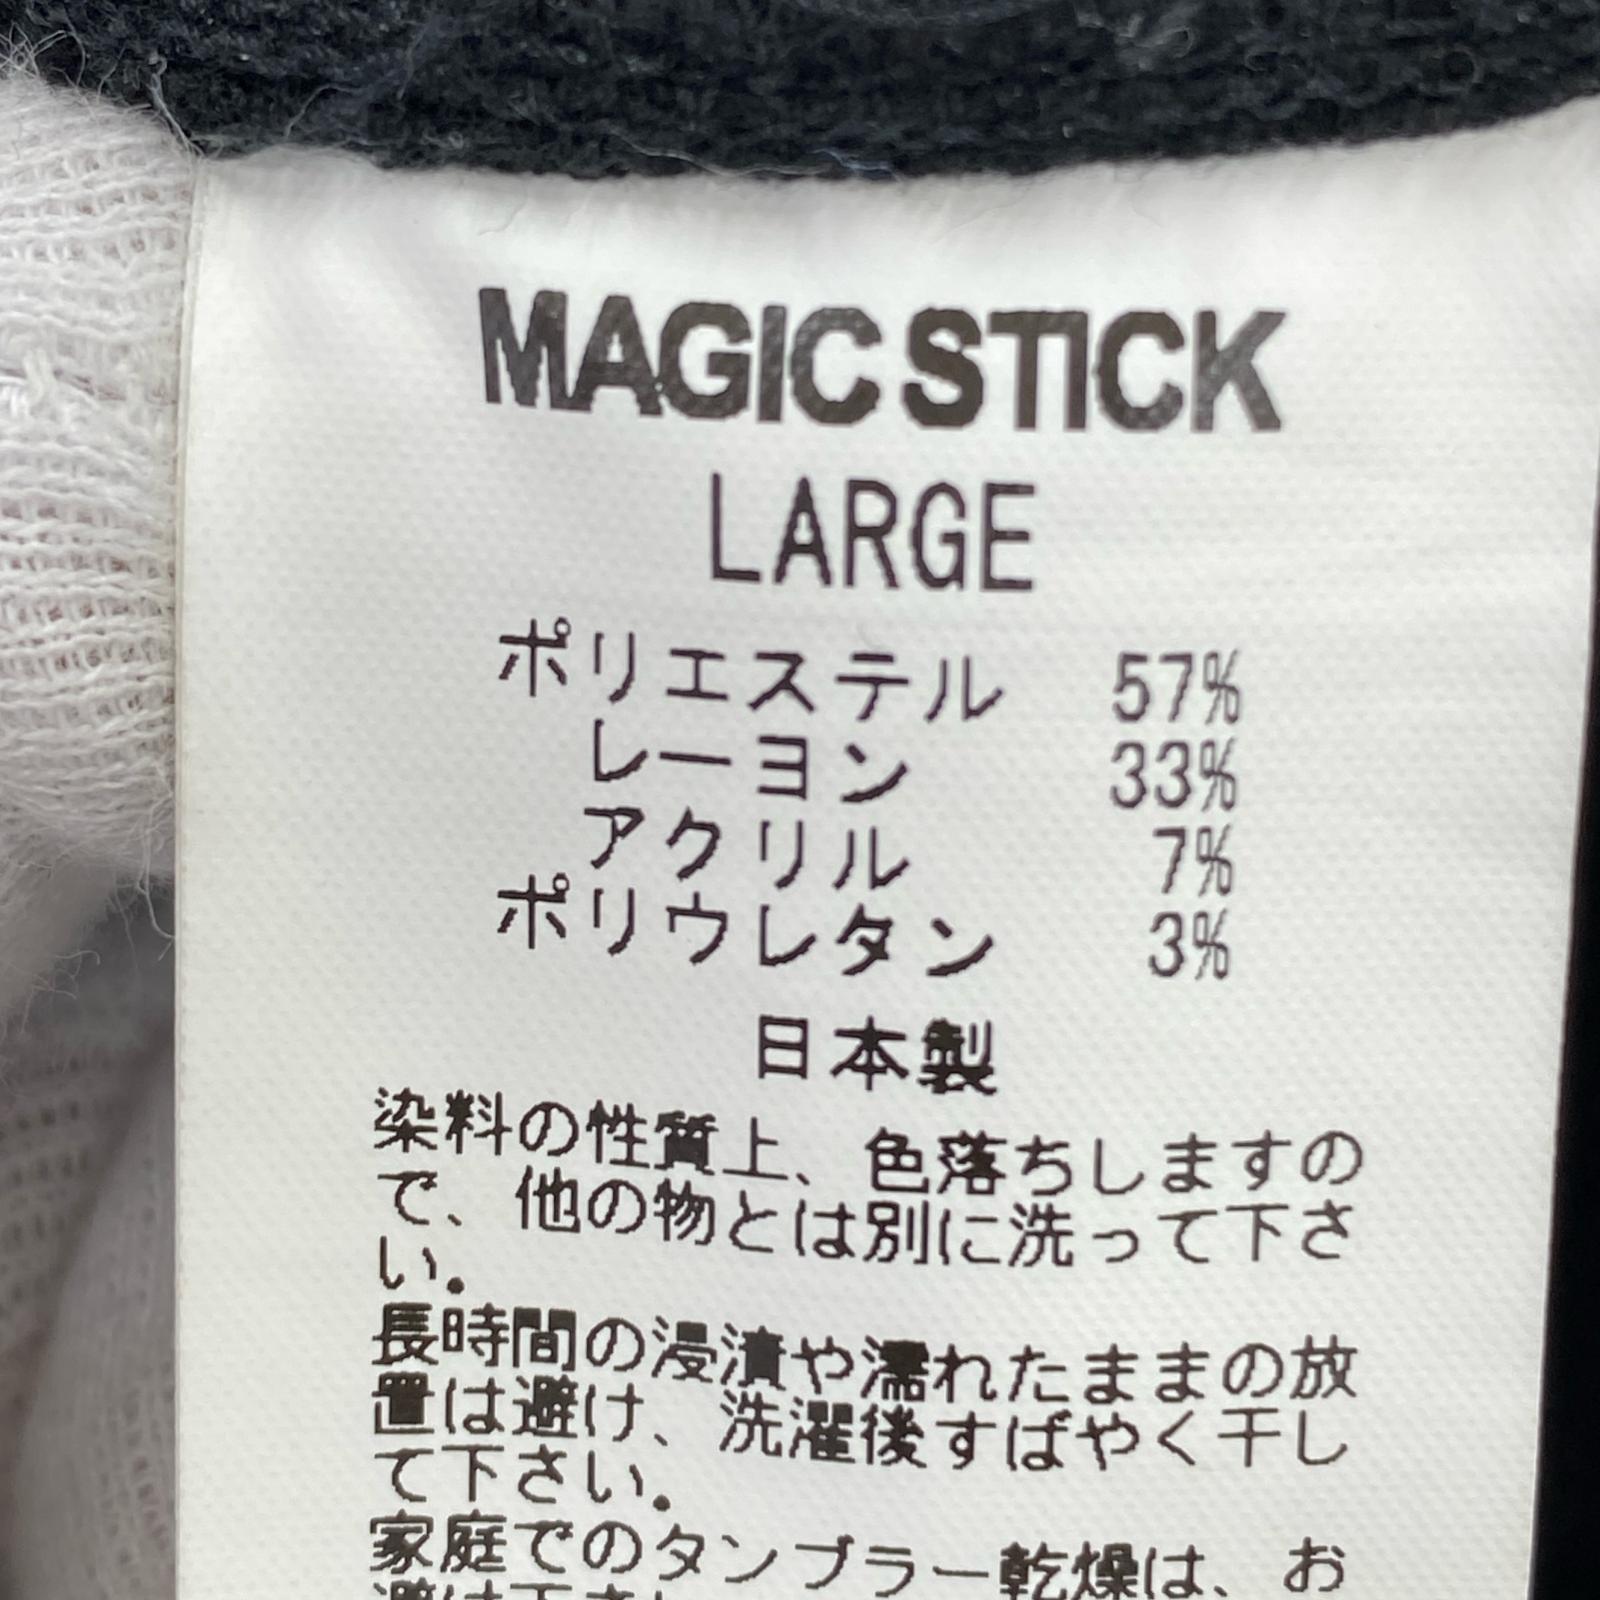 MAGIC STICK
LARGE
ポリエステル 57%
レーヨン 33%
アクリル 7%
ポリウレタン 3%
日本製
染料の性質上、色落ちしますの
で、他の物とは別に洗って下さ
い。
長時間の浸漬や濡れたままの放
置は避け、洗濯後すばやく干し
て下さい。
家庭でのタンブラー乾燥は、お
避け下さい